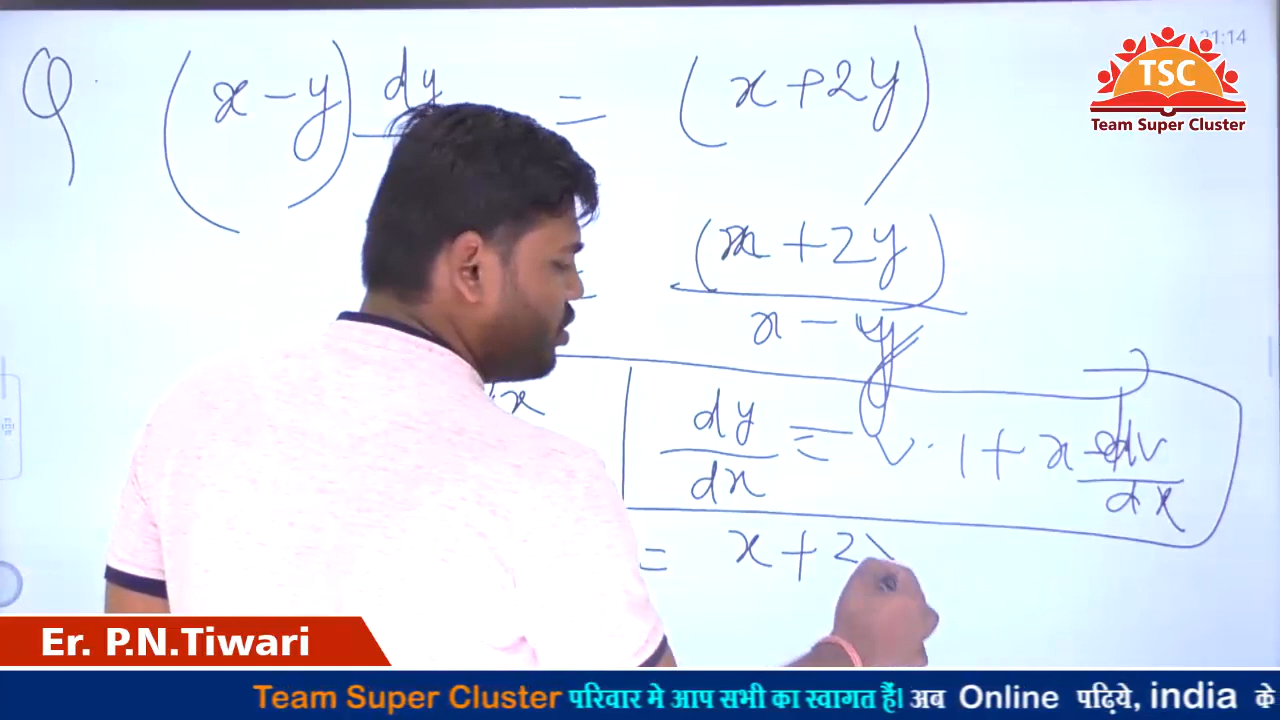 21:14
TSC
Team Super Cluster
Q. (x-y) dy = (x+2y)
= (x+2y)
x-y
x
dy/dx = v·1 + x dv/dx
= x+2
Er. P.N.Tiwari
Team Super Cluster परिवार मे आप सभी का स्वागत हैं। अब Online पढ़िये, india के